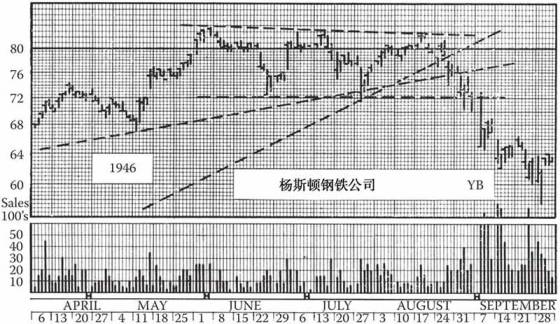 80
76
72
68
64
60
1946
杨斯顿钢铁公司 YB
Sales
100's
50
40
30
20
10
APRIL MAY JUNE JULY AUGUST SEPTEMBER
6 13 20 27 4 11 18 25 1 8 15 22 29 6 13 20 27 3 10 17 24 31 7 14 21 28